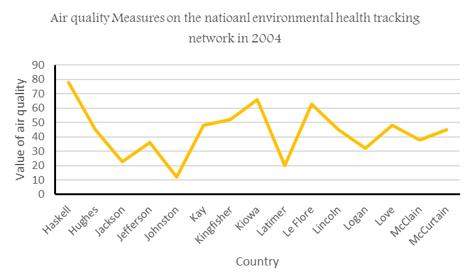 Air quality Measures on the natioanl environmental health tracking
network in 2004
Value of air quality
90
80
70
60
50
40
30
20
10
0
Haskell
Hughes
Jackson
Jefferson
Johnston
Kay
Kingfisher
Kiowa
Latimer
Le Flore
Lincoln
Logan
Love
McClain
McCurtain
Country